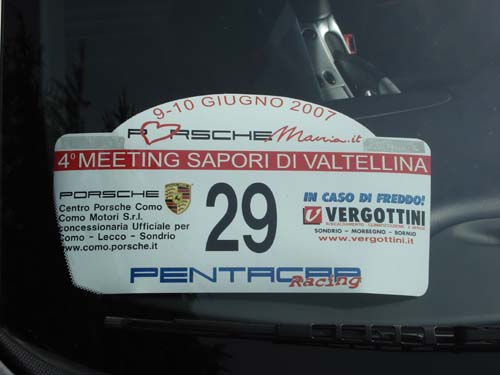 9-10 GIUGNO 2007
PORSCHE Mania.it
4° MEETING SAPORI DI VALTELLINA
PORSCHE
Centro Porsche Como
Como Motori S.r.l.
concessionaria Ufficiale per
Como - Lecco - Sondrio
www.como.porsche.it
29
IN CASO DI FREDDO!
VERGOTTINI
SONDRIO - MORBEGNO - BORMIO
www.vergottini.it
PENTACAR
Racing